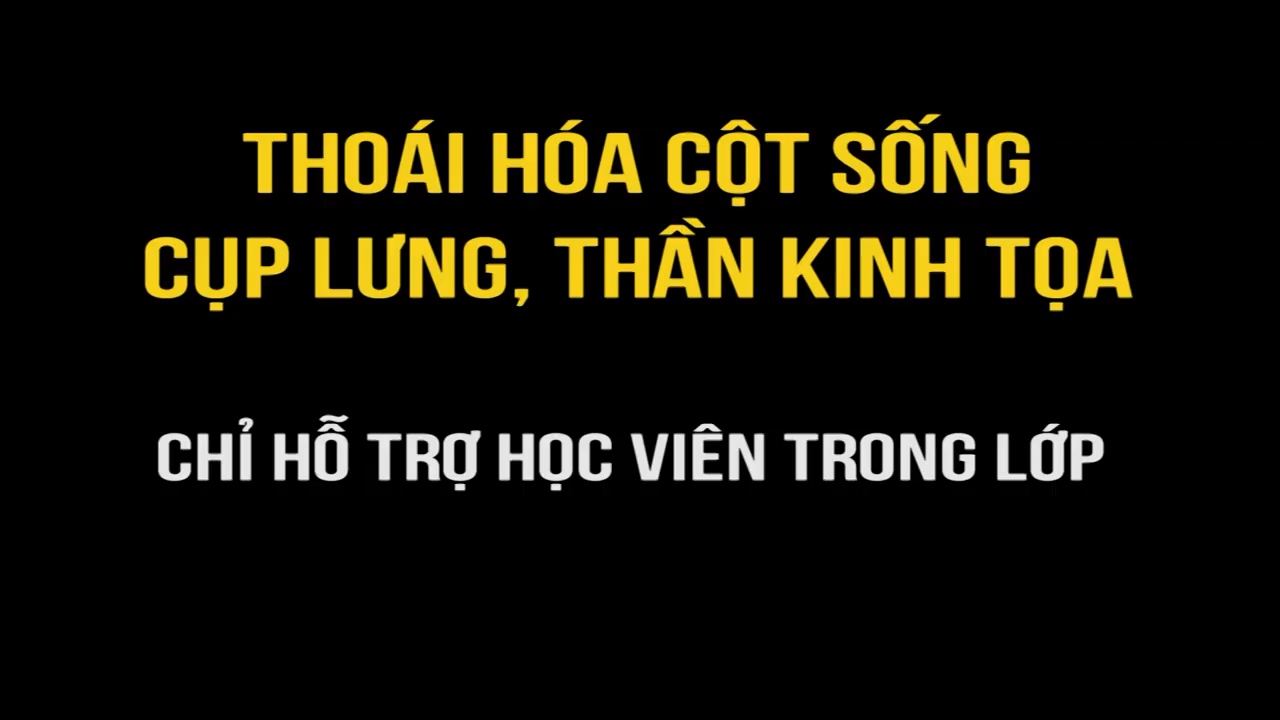 THOÁI HÓA CỘT SỐNG
CỤP LƯNG, THẦN KINH TỌA
CHỈ HỖ TRỢ HỌC VIÊN TRONG LỚP